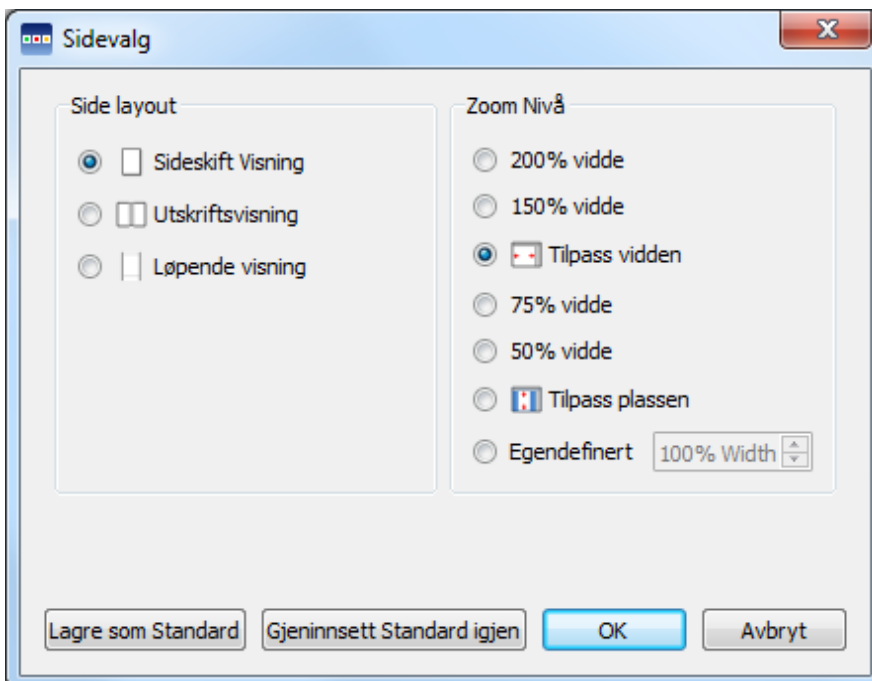 Sidevalg
Side layout
Sideskift Visning
Utskriftsvisning
Løpende visning
Zoom Nivå
200% vidde
150% vidde
Tilpass vidden
75% vidde
50% vidde
Tilpass plassen
Egendefinert 100% Width
Lagre som Standard Gjeninnsett Standard igjen OK Avbryt